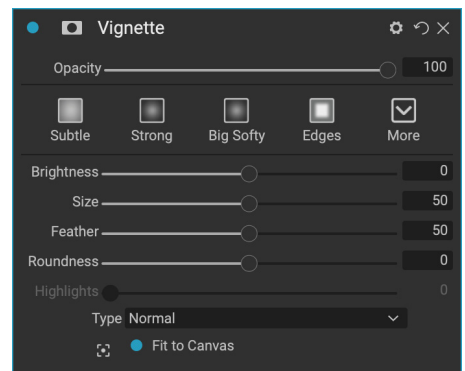 Vignette
Opacity 100
Subtle Strong Big Softy Edges More
Brightness 0
Size 50
Feather 50
Roundness 0
Highlights 0
Type Normal
Fit to Canvas